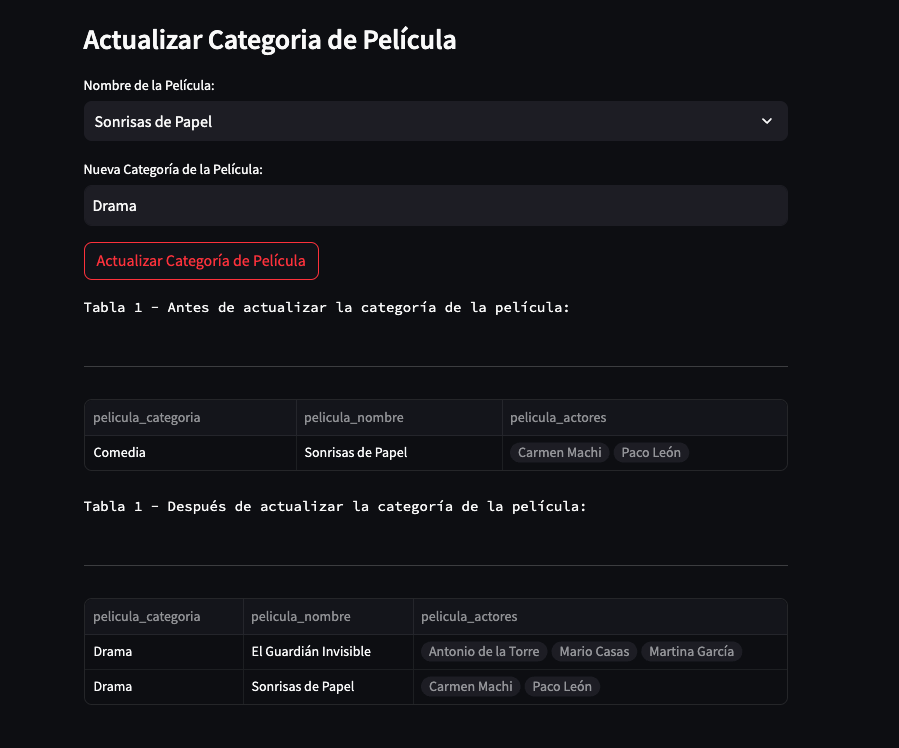 Actualizar Categoria de Película
Nombre de la Película:
Sonrisas de Papel
Nueva Categoría de la Película:
Drama
Actualizar Categoría de Película
Tabla 1 - Antes de actualizar la categoría de la película:
pelicula_categoria pelicula_nombre pelicula_actores
Comedia Sonrisas de Papel Carmen Machi Paco León
Tabla 1 - Después de actualizar la categoría de la película:
pelicula_categoria pelicula_nombre pelicula_actores
Drama El Guardián Invisible Antonio de la Torre Mario Casas Martina García
Drama Sonrisas de Papel Carmen Machi Paco León